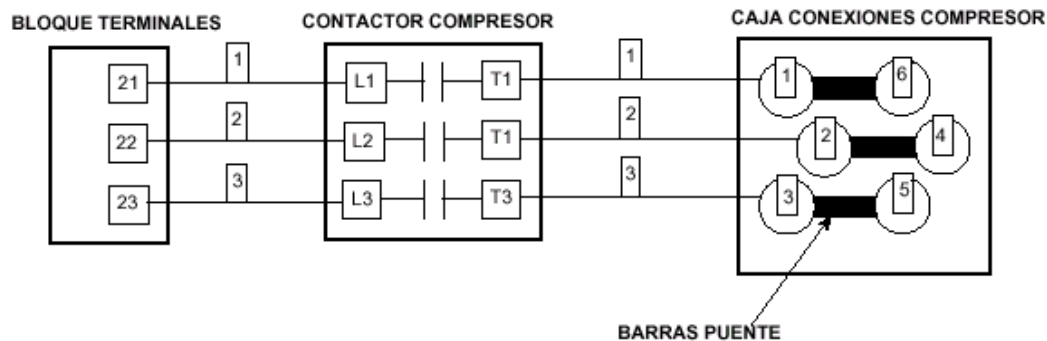 BLOQUE TERMINALES
CONTACTOR COMPRESOR
CAJA CONEXIONES COMPRESOR
21 1 L1 T1 1 1 6
22 2 L2 T1 2 2 4
23 3 L3 T3 3 3 5
BARRAS PUENTE